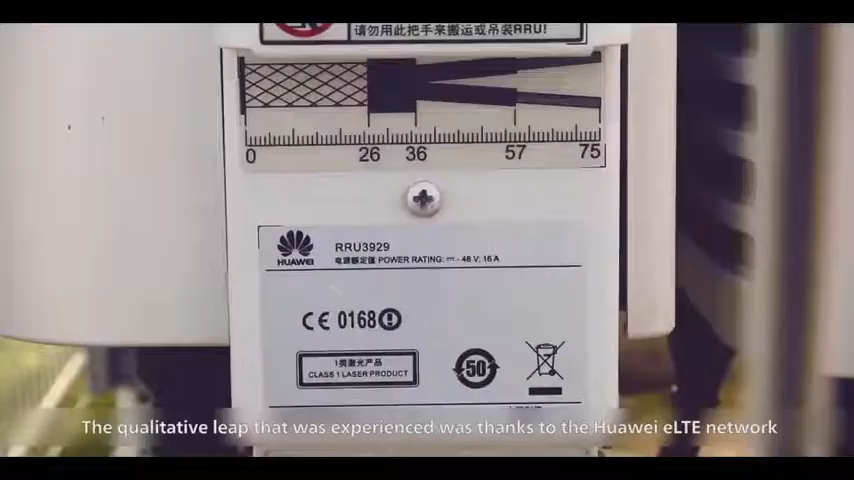 请勿用此把手来搬运或吊装RRU!
0 26 36 57 75
HUAWEI
RRU3929
电源额定值 POWER RATING: ⎓ - 48 V; 16 A
CE 0168
1类激光产品
CLASS 1 LASER PRODUCT
50
The qualitative leap that was experienced was thanks to the Huawei eLTE network